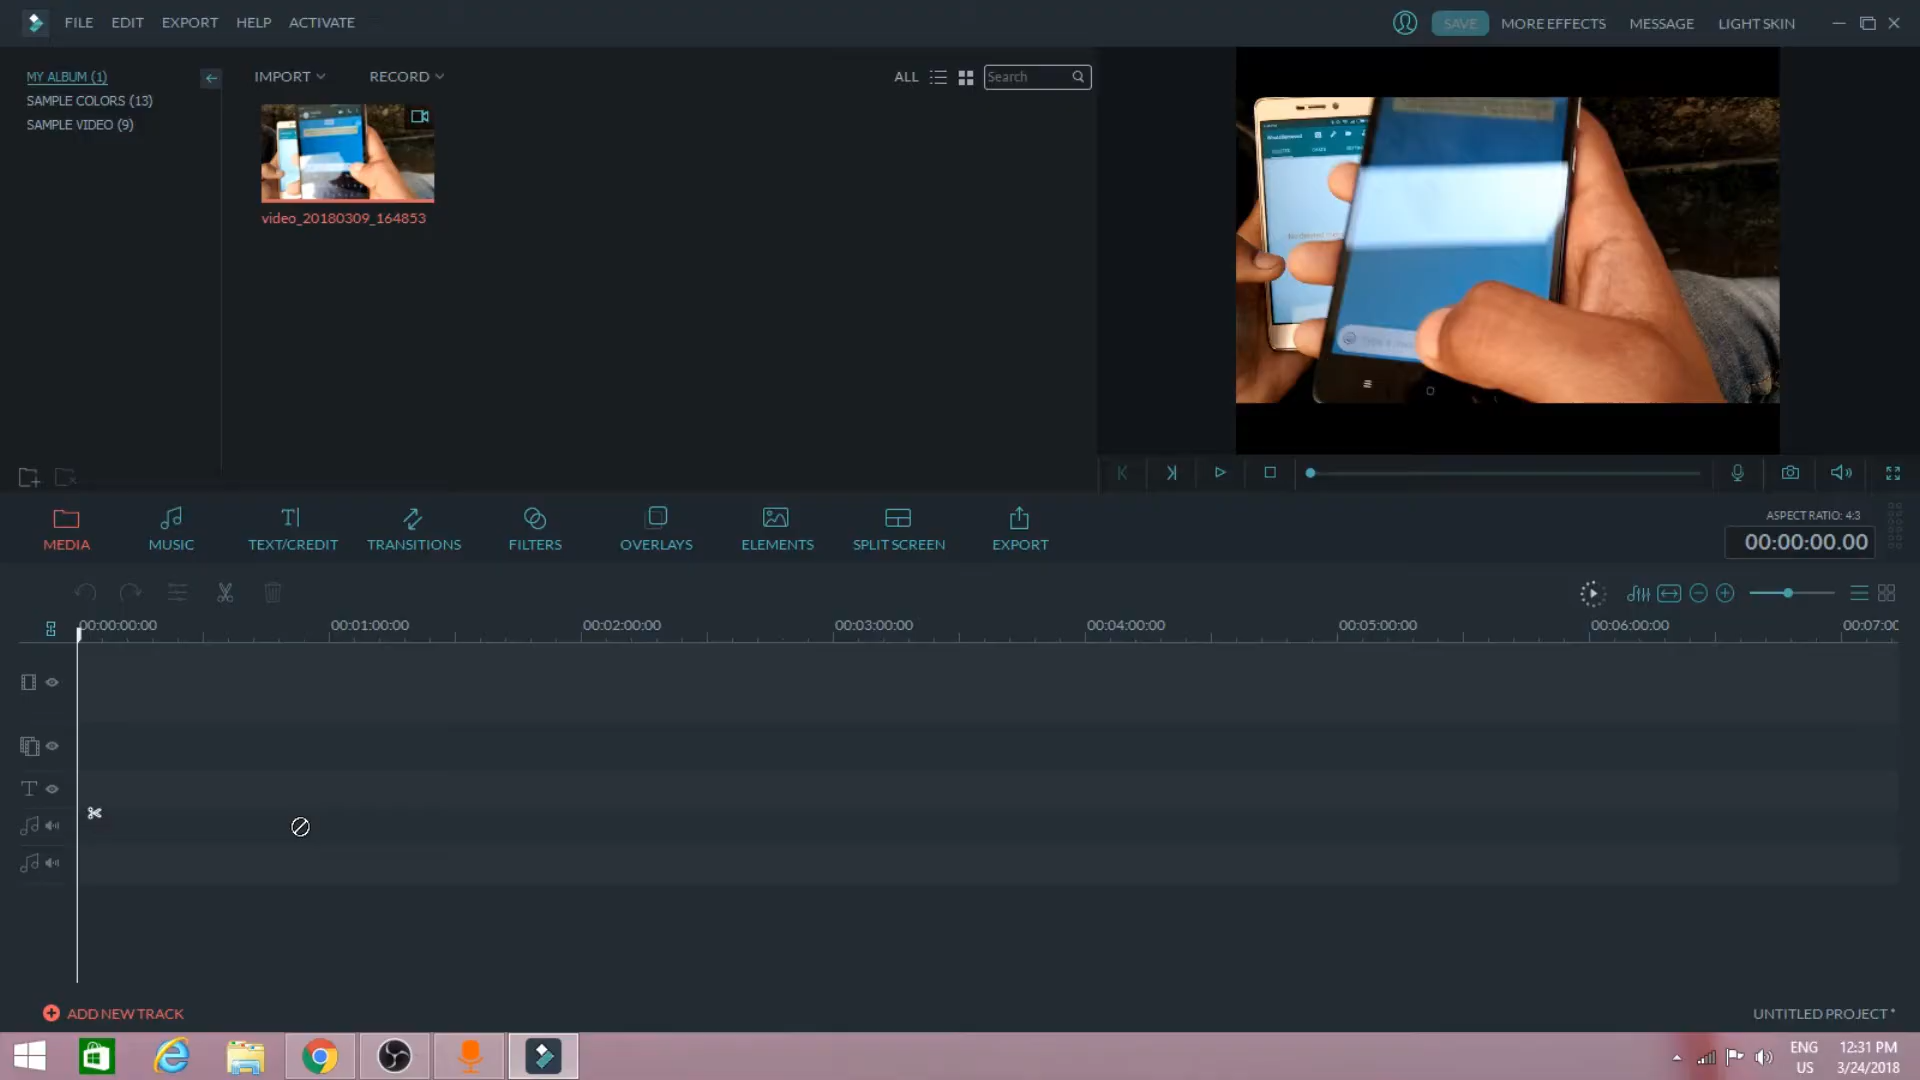 FILE EDIT EXPORT HELP ACTIVATE
SAVE MORE EFFECTS MESSAGE LIGHT SKIN
MY ALBUM (1)
SAMPLE COLORS (13)
SAMPLE VIDEO (9)
IMPORT RECORD ALL Search
video_20180309_164853
MEDIA MUSIC TEXT/CREDIT TRANSITIONS FILTERS OVERLAYS ELEMENTS SPLIT SCREEN EXPORT
ASPECT RATIO: 4:3
00:00:00.00
00:00:00:00 00:01:00:00 00:02:00:00 00:03:00:00 00:04:00:00 00:05:00:00 00:06:00:00 00:07:00
ADD NEW TRACK
UNTITLED PROJECT*
ENG
US
12:31 PM
3/24/2018